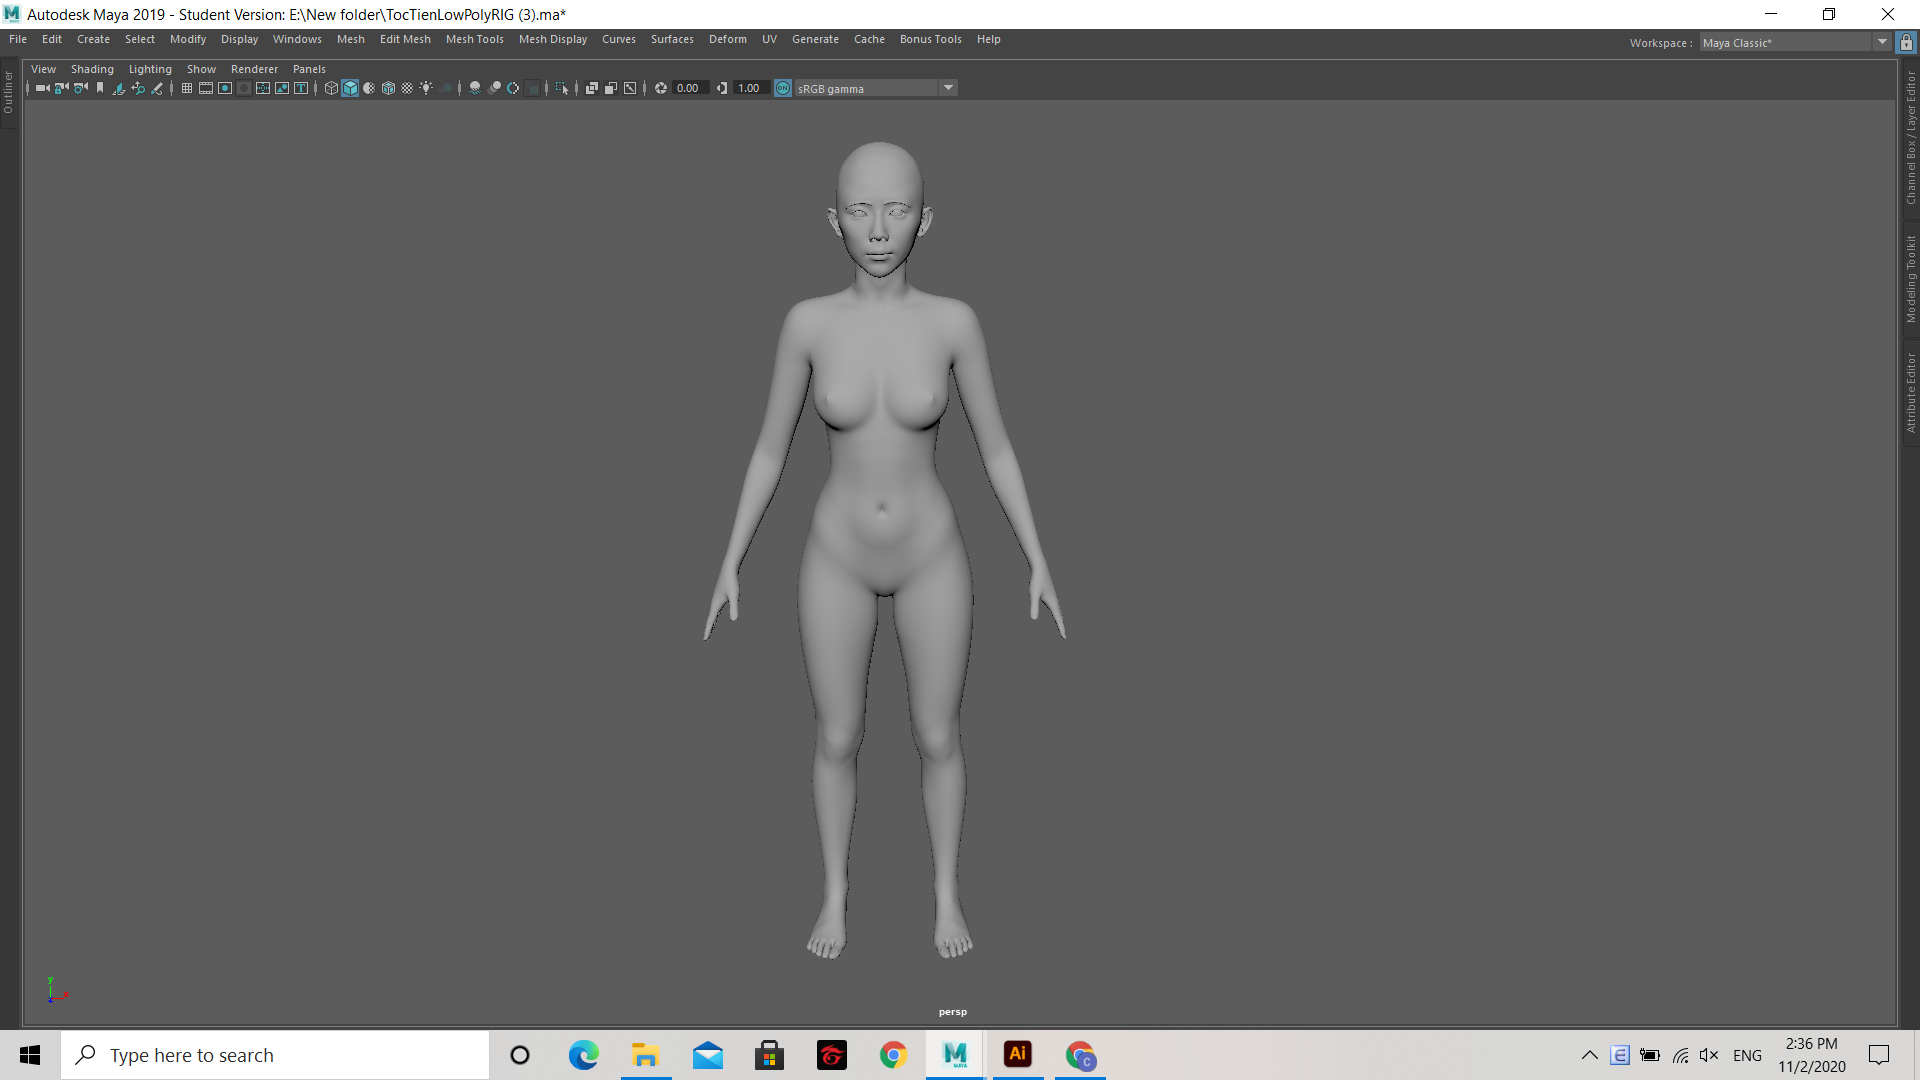 Autodesk Maya 2019 - Student Version: E:\New folder\TocTienLowPolyRIG (3).ma*
File Edit Create Select Modify Display Windows Mesh Edit Mesh Mesh Tools Mesh Display Curves Surfaces Deform UV Generate Cache Bonus Tools Help
Workspace : Maya Classic*
View Shading Lighting Show Renderer Panels
0.00 1.00 ON sRGB gamma
Outliner
Channel Box / Layer Editor
Modeling Toolkit
Attribute Editor
y
x
z
persp
Type here to search
MAYA
Ai
C
E
ENG
2:36 PM
11/2/2020